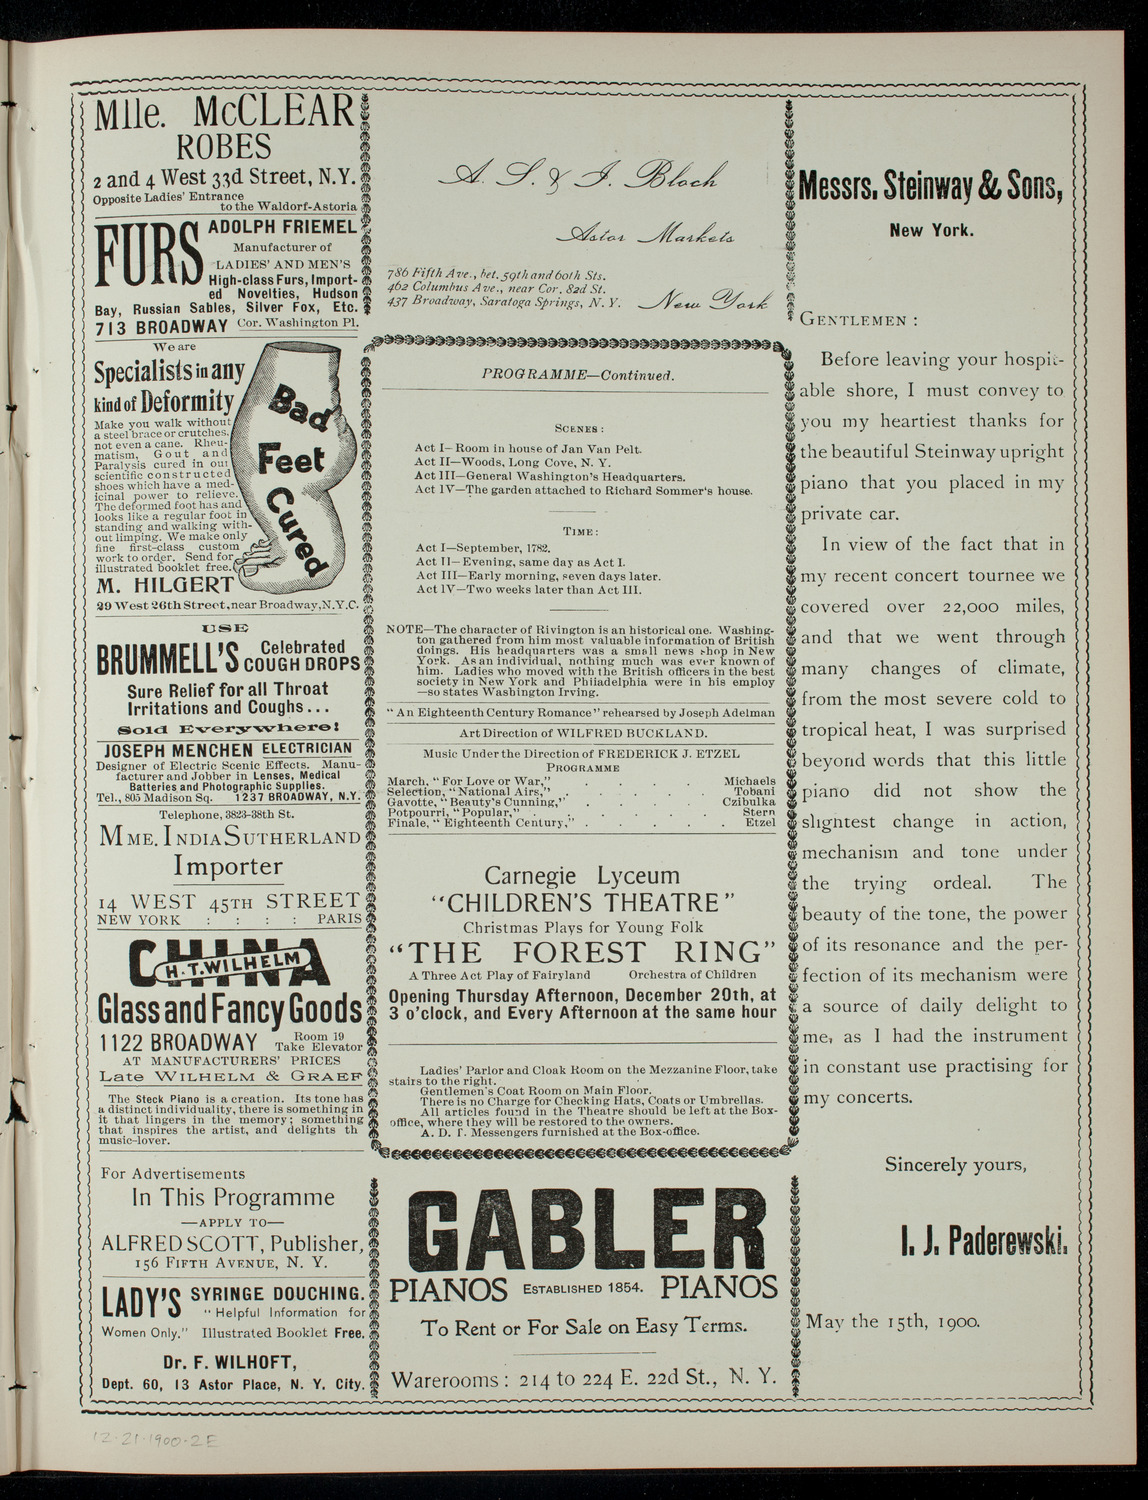 Mlle. McCLEAR
ROBES
2 and 4 West 33d Street, N.Y.
Opposite Ladies' Entrance
to the Waldorf-Astoria
FURS
ADOLPH FRIEMEL
Manufacturer of
LADIES' AND MEN'S
High-class Furs, Import-
ed Novelties, Hudson
Bay, Russian Sables, Silver Fox, Etc.
713 BROADWAY Cor. Washington Pl.
We are
Specialists in any
kind of Deformity
Make you walk without
a steel brace or crutches.
not even a cane. Rheu-
matism, Gout and
Paralysis cured in our
scientific constructed
shoes which have a med-
icinal power to relieve.
The deformed foot has and
looks like a regular foot in
standing and walking with-
out limping. We make only
fine first-class custom
work to order. Send for
illustrated booklet free.
Bad
Feet
Cured
M. HILGERT
29 West 26th Street, near Broadway, N.Y.C.
USE
BRUMMELL'S Celebrated
COUGH DROPS
Sure Relief for all Throat
Irritations and Coughs...
Sold Everywhere!
JOSEPH MENCHEN ELECTRICIAN
Designer of Electric Scenic Effects. Manu-
facturer and Jobber in Lenses, Medical
Batteries and Photographic Supplies.
Tel., 805 Madison Sq. 1237 BROADWAY, N.Y.
Telephone, 3823-38th St.
MME. INDIA SUTHERLAND
Importer
14 WEST 45TH STREET
NEW YORK : : : : PARIS
CHINA
H.T. WILHELM
Glass and Fancy Goods
1122 BROADWAY Room 19
Take Elevator
AT MANUFACTURERS' PRICES
Late WILHELM & GRAEF
The Steck Piano is a creation. Its tone has
a distinct individuality, there is something in
it that lingers in the memory; something
that inspires the artist, and delights th
music-lover.
For Advertisements
In This Programme
—APPLY TO—
ALFRED SCOTT, Publisher,
156 FIFTH AVENUE, N. Y.
LADY'S SYRINGE DOUCHING.
"Helpful Information for
Women Only." Illustrated Booklet Free.
Dr. F. WILHOFT,
Dept. 60, 13 Astor Place, N. Y. City.
A. S. & I. Bloch
Astor Markets
786 Fifth Ave., bet. 59th and 60th Sts.
462 Columbus Ave., near Cor. 82d St.
437 Broadway, Saratoga Springs, N. Y.
New York
PROGRAMME—Continued.
SCENES:
Act I—Room in house of Jan Van Pelt.
Act II—Woods, Long Cove, N. Y.
Act III—General Washington's Headquarters.
Act IV—The garden attached to Richard Sommer's house.
TIME:
Act I—September, 1782.
Act II—Evening, same day as Act I.
Act III—Early morning, seven days later.
Act IV—Two weeks later than Act III.
NOTE—The character of Rivington is an historical one. Washing-
ton gathered from him most valuable information of British
doings. His headquarters was a small news shop in New
York. As an individual, nothing much was ever known of
him. Ladies who moved with the British officers in the best
society in New York and Philadelphia were in his employ
—so states Washington Irving.
"An Eighteenth Century Romance" rehearsed by Joseph Adelman
Art Direction of WILFRED BUCKLAND.
Music Under the Direction of FREDERICK J. ETZEL
PROGRAMME
March, "For Love or War," . . . . . Michaels
Selection, "National Airs," . . . . . . Tobani
Gavotte, "Beauty's Cunning," . . . . . Czibulka
Potpourri, "Popular," . . . . . . . Stern
Finale, "Eighteenth Century," . . . . . Etzel
Carnegie Lyceum
"CHILDREN'S THEATRE"
Christmas Plays for Young Folk
"THE FOREST RING"
A Three Act Play of Fairyland Orchestra of Children
Opening Thursday Afternoon, December 20th, at
3 o'clock, and Every Afternoon at the same hour
Ladies' Parlor and Cloak Room on the Mezzanine Floor, take
stairs to the right.
Gentlemen's Coat Room on Main Floor.
There is no Charge for Checking Hats, Coats or Umbrellas.
All articles found in the Theatre should be left at the Box-
office, where they will be restored to the owners.
A. D. T. Messengers furnished at the Box-office.
GABLER
PIANOS ESTABLISHED 1854. PIANOS
To Rent or For Sale on Easy Terms.
Warerooms: 214 to 224 E. 22d St., N. Y.
Messrs. Steinway & Sons,
New York.
GENTLEMEN:
Before leaving your hospit-
able shore, I must convey to
you my heartiest thanks for
the beautiful Steinway upright
piano that you placed in my
private car.
In view of the fact that in
my recent concert tournee we
covered over 22,000 miles,
and that we went through
many changes of climate,
from the most severe cold to
tropical heat, I was surprised
beyond words that this little
piano did not show the
slightest change in action,
mechanism and tone under
the trying ordeal. The
beauty of the tone, the power
of its resonance and the per-
fection of its mechanism were
a source of daily delight to
me, as I had the instrument
in constant use practising for
my concerts.
Sincerely yours,
I. J. Paderewski.
May the 15th, 1900.
12-21-1900-2E